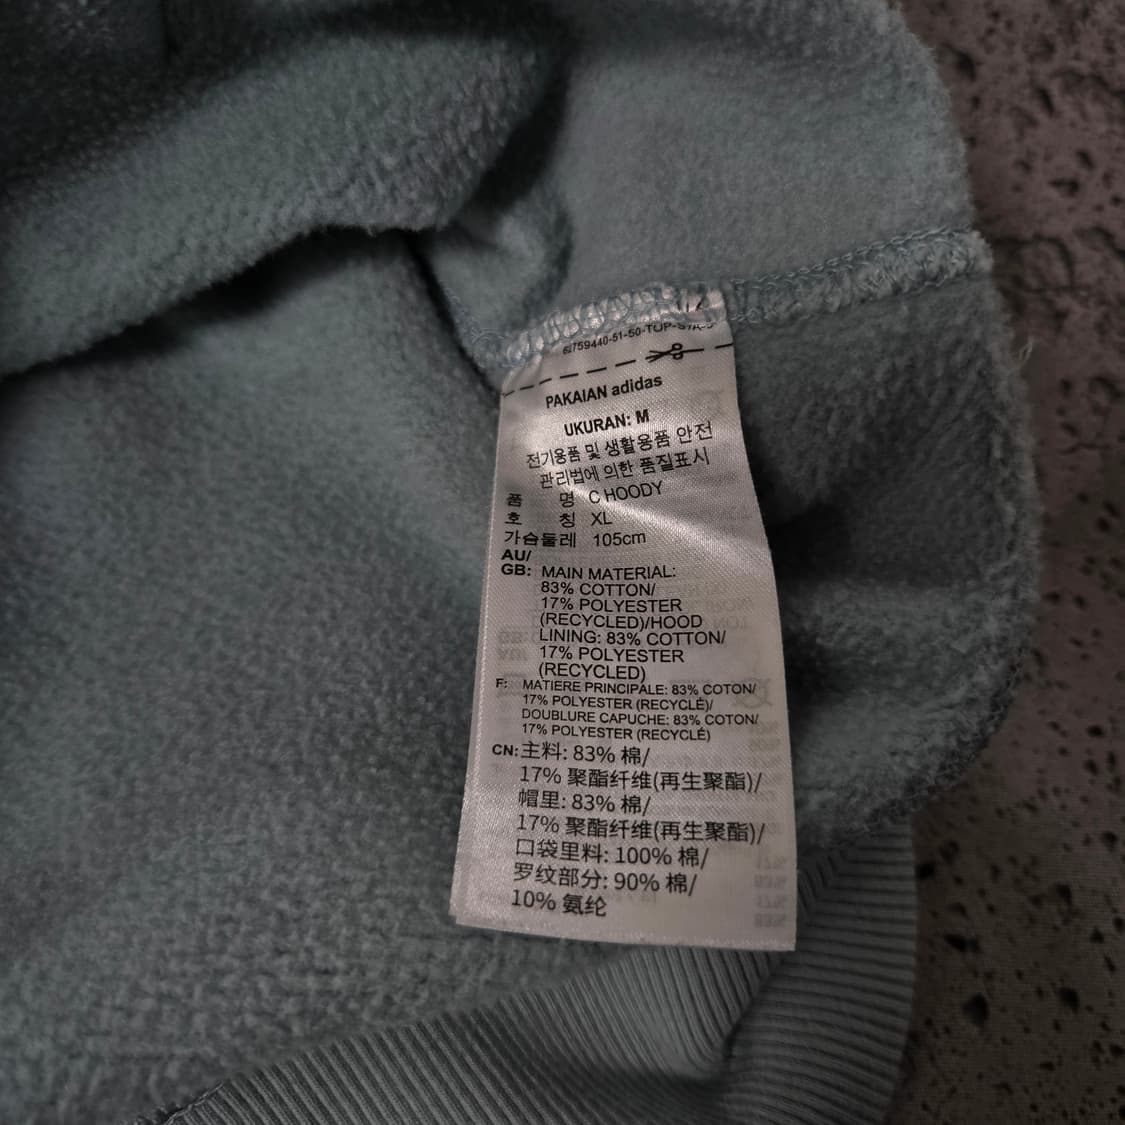 PAKAIAN adidas
UKURAN: M
전기용품 및 생활용품 안전
관리법에 의한 품질표시
품 명 C HOODY
호 칭 XL
가슴둘레 105cm
AU/
GB: MAIN MATERIAL:
83% COTTON/
17% POLYESTER
(RECYCLED)/HOOD
LINING: 83% COTTON/
17% POLYESTER
(RECYCLED)
F: MATIERE PRINCIPALE: 83% COTON/
17% POLYESTER (RECYCLÉ)/
DOUBLURE CAPUCHE: 83% COTON/
17% POLYESTER (RECYCLÉ)
CN: 主料: 83% 棉/
17% 聚酯纤维(再生聚酯)/
帽里: 83% 棉/
17% 聚酯纤维(再生聚酯)/
口袋里料: 100% 棉/
罗纹部分: 90% 棉/
10% 氨纶